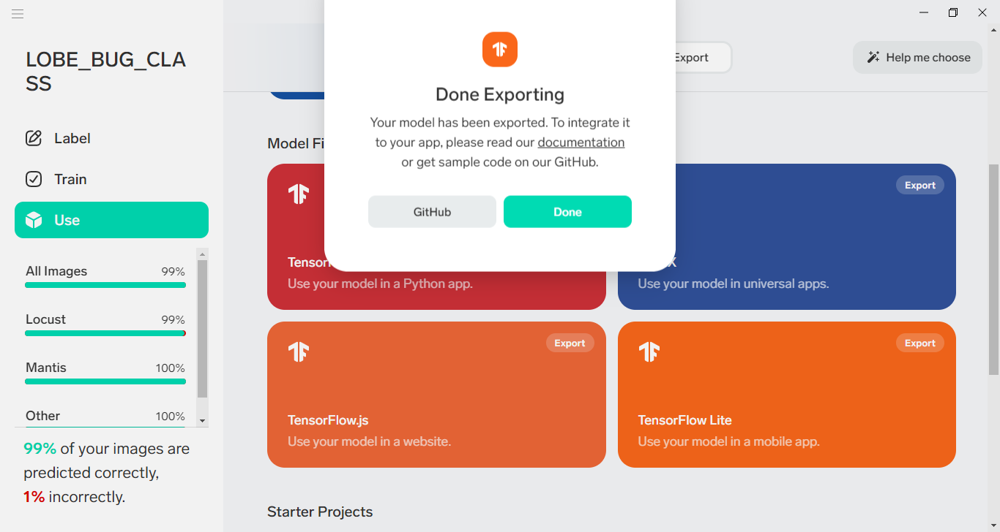 LOBE_BUG_CLA
SS
Label
Train
Use
All Images 99%
Locust 99%
Mantis 100%
Other 100%
99% of your images are
predicted correctly,
1% incorrectly.
Export
Help me choose
Done Exporting
Your model has been exported. To integrate it
to your app, please read our documentation
or get sample code on our GitHub.
GitHub
Done
Model Fi
Tensor
Use your model in a Python app.
Export
X
Use your model in universal apps.
Export
TensorFlow.js
Use your model in a website.
Export
TensorFlow Lite
Use your model in a mobile app.
Starter Projects